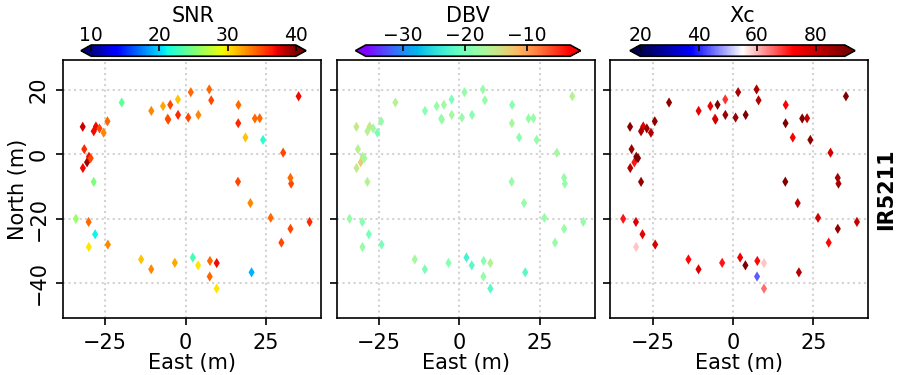 SNR DBV Xc
10 20 30 40 −30 −20 −10 20 40 60 80
20
0
−20
−40
North (m)
IR5211
−25 0 25 −25 0 25 −25 0 25
East (m) East (m) East (m)